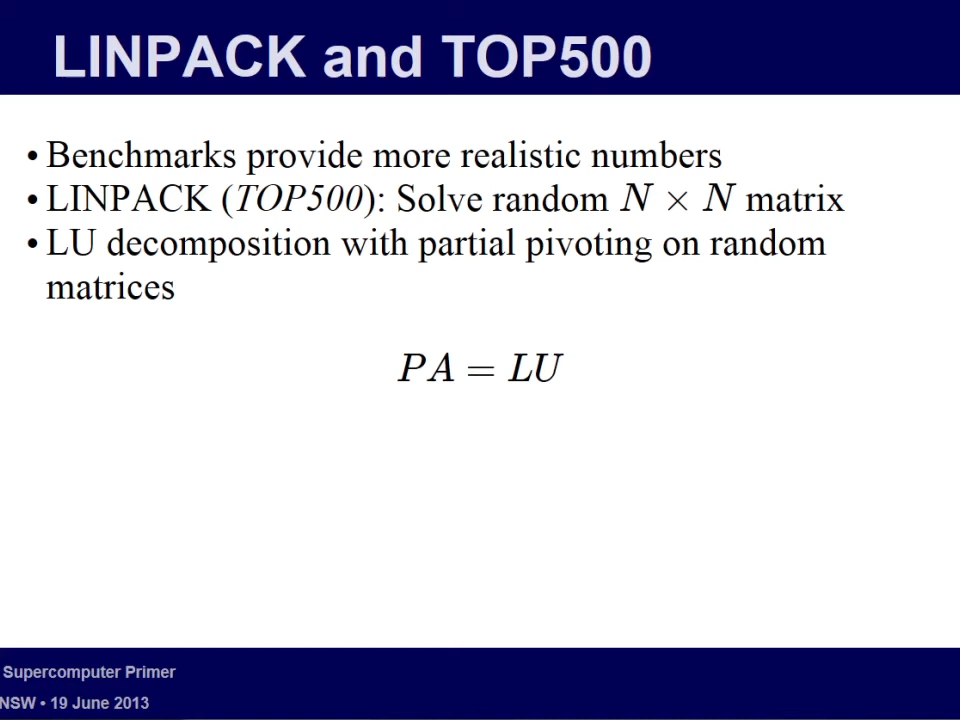 LINPACK and TOP500
• Benchmarks provide more realistic numbers
• LINPACK (TOP500): Solve random N × N matrix
• LU decomposition with partial pivoting on random
matrices
PA = LU
Supercomputer Primer
NSW • 19 June 2013